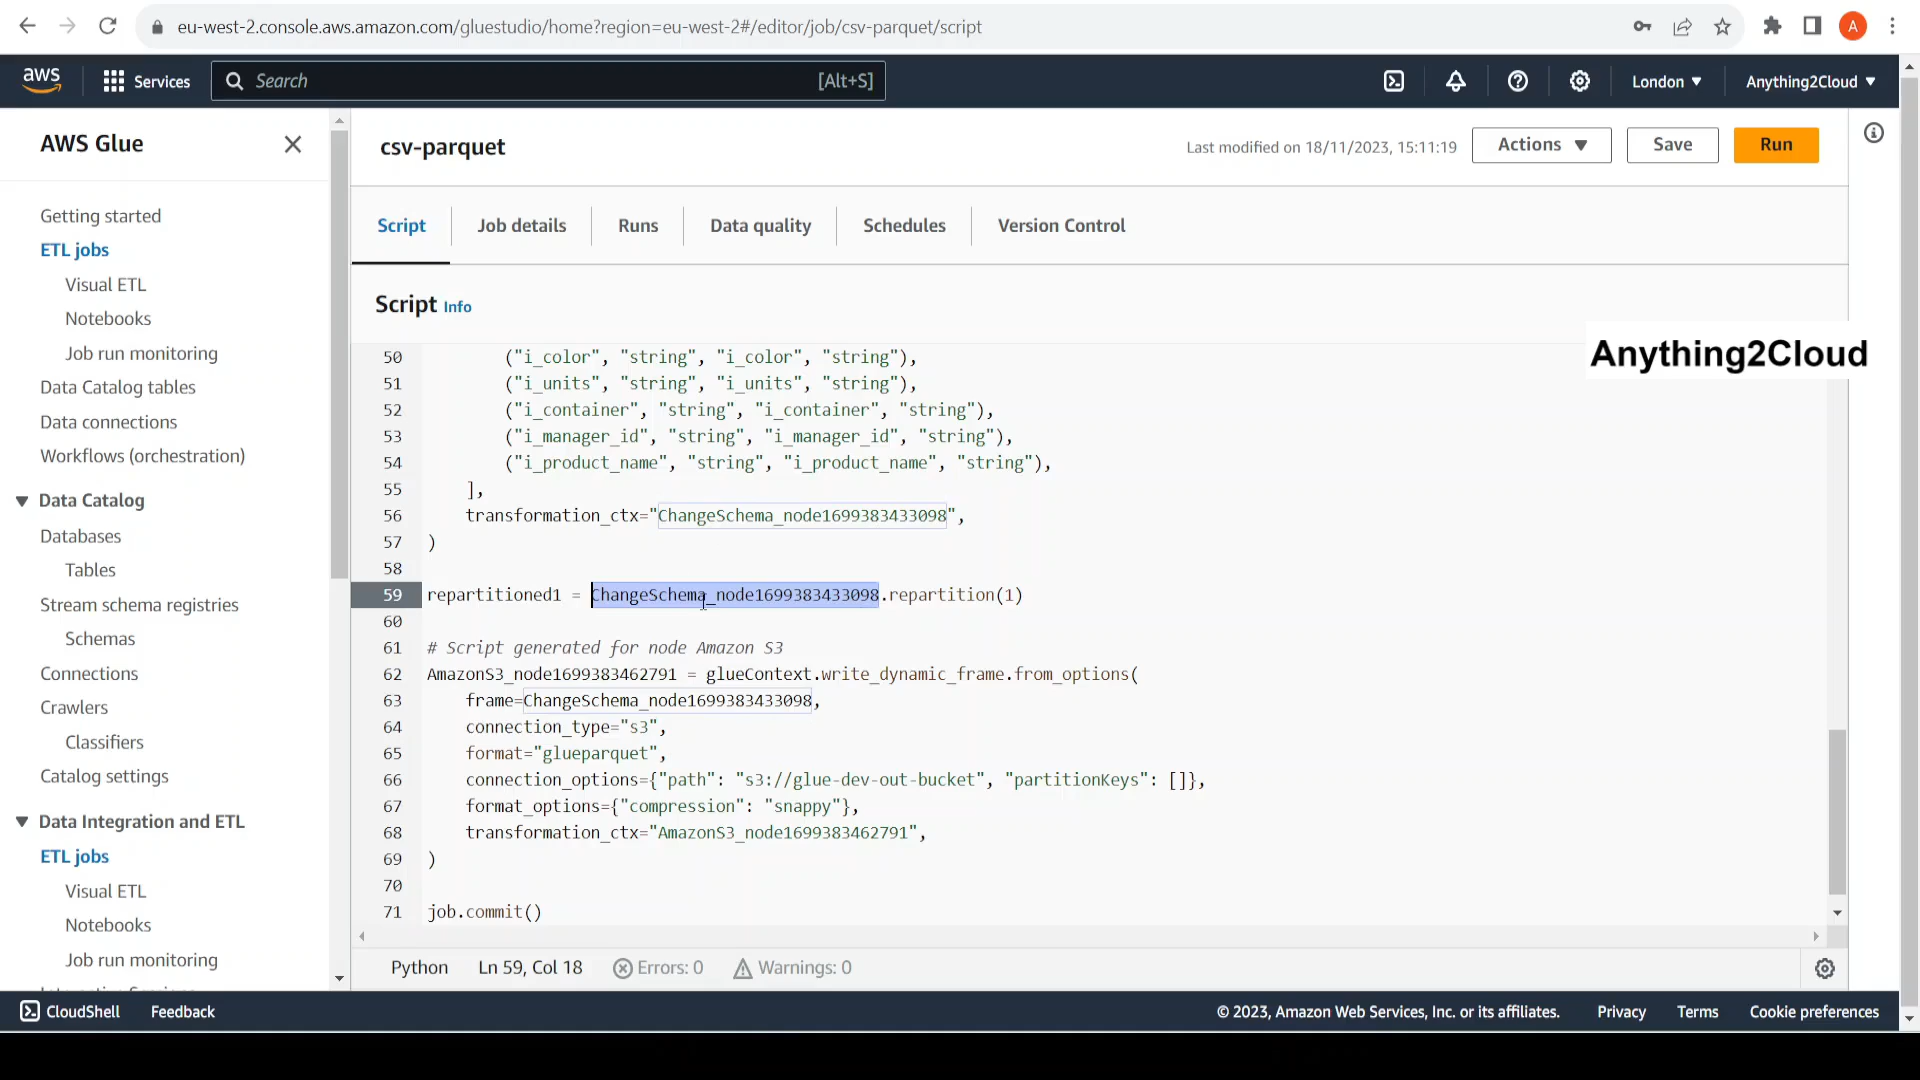 eu-west-2.console.aws.amazon.com/gluestudio/home?region=eu-west-2#/editor/job/csv-parquet/script
A
aws
Services
Search
[Alt+S]
London
Anything2Cloud
AWS Glue
Getting started
ETL jobs
Visual ETL
Notebooks
Job run monitoring
Data Catalog tables
Data connections
Workflows (orchestration)
Data Catalog
Databases
Tables
Stream schema registries
Schemas
Connections
Crawlers
Classifiers
Catalog settings
Data Integration and ETL
ETL jobs
Visual ETL
Notebooks
Job run monitoring
csv-parquet
Last modified on 18/11/2023, 15:11:19
Actions
Save
Run
Script
Job details
Runs
Data quality
Schedules
Version Control
Script Info
Anything2Cloud
50 ("i_color", "string", "i_color", "string"),
51 ("i_units", "string", "i_units", "string"),
52 ("i_container", "string", "i_container", "string"),
53 ("i_manager_id", "string", "i_manager_id", "string"),
54 ("i_product_name", "string", "i_product_name", "string"),
55 ],
56 transformation_ctx="ChangeSchema_node1699383433098",
57 )
58
59 repartitioned1 = ChangeSchema_node1699383433098.repartition(1)
60
61 # Script generated for node Amazon S3
62 AmazonS3_node1699383462791 = glueContext.write_dynamic_frame.from_options(
63 frame=ChangeSchema_node1699383433098,
64 connection_type="s3",
65 format="glueparquet",
66 connection_options={"path": "s3://glue-dev-out-bucket", "partitionKeys": []},
67 format_options={"compression": "snappy"},
68 transformation_ctx="AmazonS3_node1699383462791",
69 )
70
71 job.commit()
Python
Ln 59, Col 18
Errors: 0
Warnings: 0
CloudShell
Feedback
© 2023, Amazon Web Services, Inc. or its affiliates.
Privacy
Terms
Cookie preferences